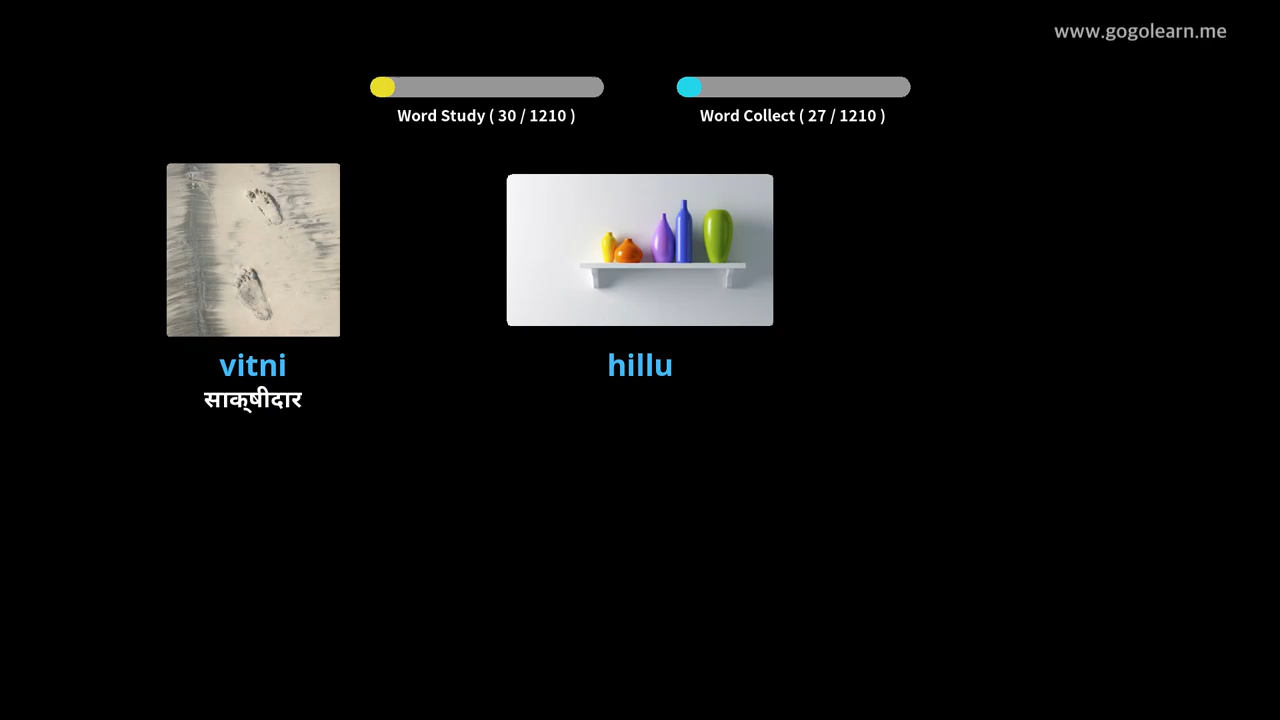 www.gogolearn.me
Word Study ( 30 / 1210 )
Word Collect ( 27 / 1210 )
vitni
साक्षीदार
hillu